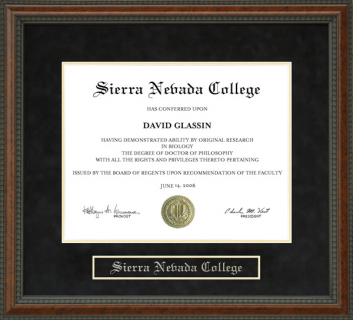 Sierra Nevada College
HAS CONFERRED UPON
DAVID GLASSIN
HAVING DEMONSTRATED ABILITY BY ORIGINAL RESEARCH
IN BIOLOGY
THE DEGREE OF DOCTOR OF PHILOSOPHY
WITH ALL THE RIGHTS AND PRIVILEGES THERETO PERTAINING
ISSUED BY THE BOARD OF REGENTS UPON RECOMMENDATION OF THE FACULTY
JUNE 14, 2006
PROVOST
PRESIDENT
Sierra Nevada College